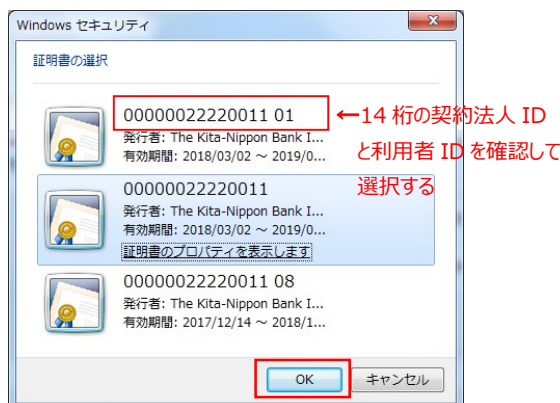 Windows セキュリティ
証明書の選択
00000022220011 01
発行者: The Kita-Nippon Bank I...
有効期間: 2018/03/02 ～ 2019/0...
←14 桁の契約法人 ID
と利用者 ID を確認して
選択する
00000022220011
発行者: The Kita-Nippon Bank I...
有効期間: 2018/03/02 ～ 2019/0...
証明書のプロパティを表示します
00000022220011 08
発行者: The Kita-Nippon Bank I...
有効期間: 2017/12/14 ～ 2018/1...
OK
キャンセル